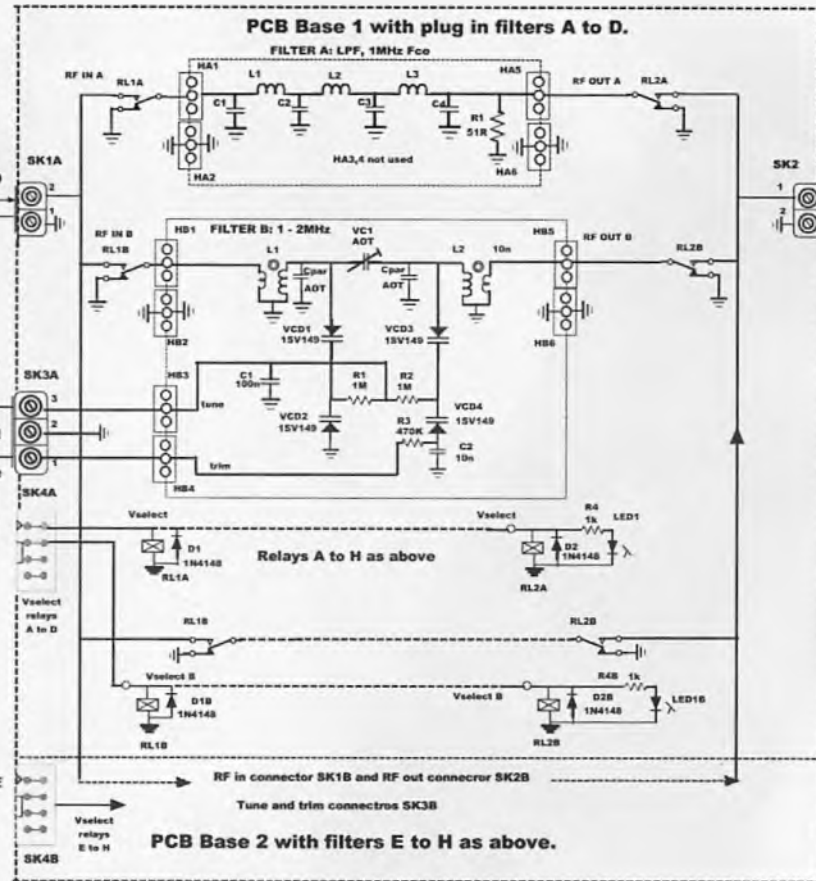 PCB Base 1 with plug in filters A to D.
FILTER A: LPF, 1MHz Fco
RF IN A
RL1A
HA1
L1
L2
L3
HA5
RF OUT A
RL2A
C1
C2
C3
C4
R1
51R
HA2
HA3,4 not used
HA6
SK1A
2
1
SK2
1
2
RF IN B
RL1B
HB1
FILTER B: 1 - 2MHz
L1
VC1
AOT
L2
10n
HB5
RF OUT B
RL2B
Cpar
AOT
Cpar
AOT
HB2
HB6
VCD1
1SV149
VCD3
1SV149
SK3A
3
2
1
HB3
tune
C1
100n
R1
1M
R2
1M
VCD2
1SV149
R3
470K
VCD4
1SV149
C2
10n
trim
HB4
SK4A
Vselect
D1
1N4148
RL1A
Relays A to H as above
Vselect
D2
1N4148
RL2A
R4
1k
LED1
Vselect
relays
A to D
RL1B
RL2B
Vselect B
D1B
1N4148
RL1B
Vselect B
D2B
1N4148
RL2B
R4B
1k
LED1B
RF in connector SK1B and RF out connecror SK2B
Tune and trim connectros SK3B
Vselect
relays
E to H
SK4B
PCB Base 2 with filters E to H as above.